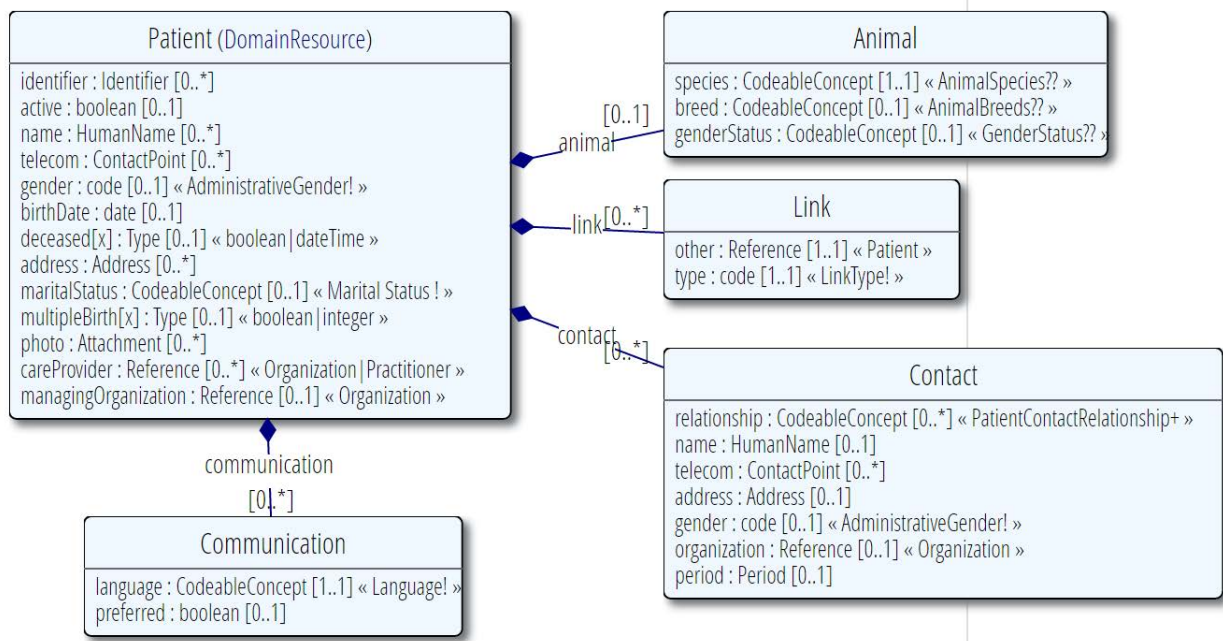 Patient (DomainResource)
identifier : Identifier [0..*]
active : boolean [0..1]
name : HumanName [0..*]
telecom : ContactPoint [0..*]
gender : code [0..1] « AdministrativeGender! »
birthDate : date [0..1]
deceased[x] : Type [0..1] « boolean|dateTime »
address : Address [0..*]
maritalStatus : CodeableConcept [0..1] « Marital Status ! »
multipleBirth[x] : Type [0..1] « boolean|integer »
photo : Attachment [0..*]
careProvider : Reference [0..*] « Organization|Practitioner »
managingOrganization : Reference [0..1] « Organization »
[0..1]
animal
Animal
species : CodeableConcept [1..1] « AnimalSpecies?? »
breed : CodeableConcept [0..1] « AnimalBreeds?? »
genderStatus : CodeableConcept [0..1] « GenderStatus?? »
link
[0..*]
Link
other : Reference [1..1] « Patient »
type : code [1..1] « LinkType! »
contact
[0..*]
Contact
relationship : CodeableConcept [0..*] « PatientContactRelationship+ »
name : HumanName [0..1]
telecom : ContactPoint [0..*]
address : Address [0..1]
gender : code [0..1] « AdministrativeGender! »
organization : Reference [0..1] « Organization »
period : Period [0..1]
communication
[0..*]
Communication
language : CodeableConcept [1..1] « Language! »
preferred : boolean [0..1]